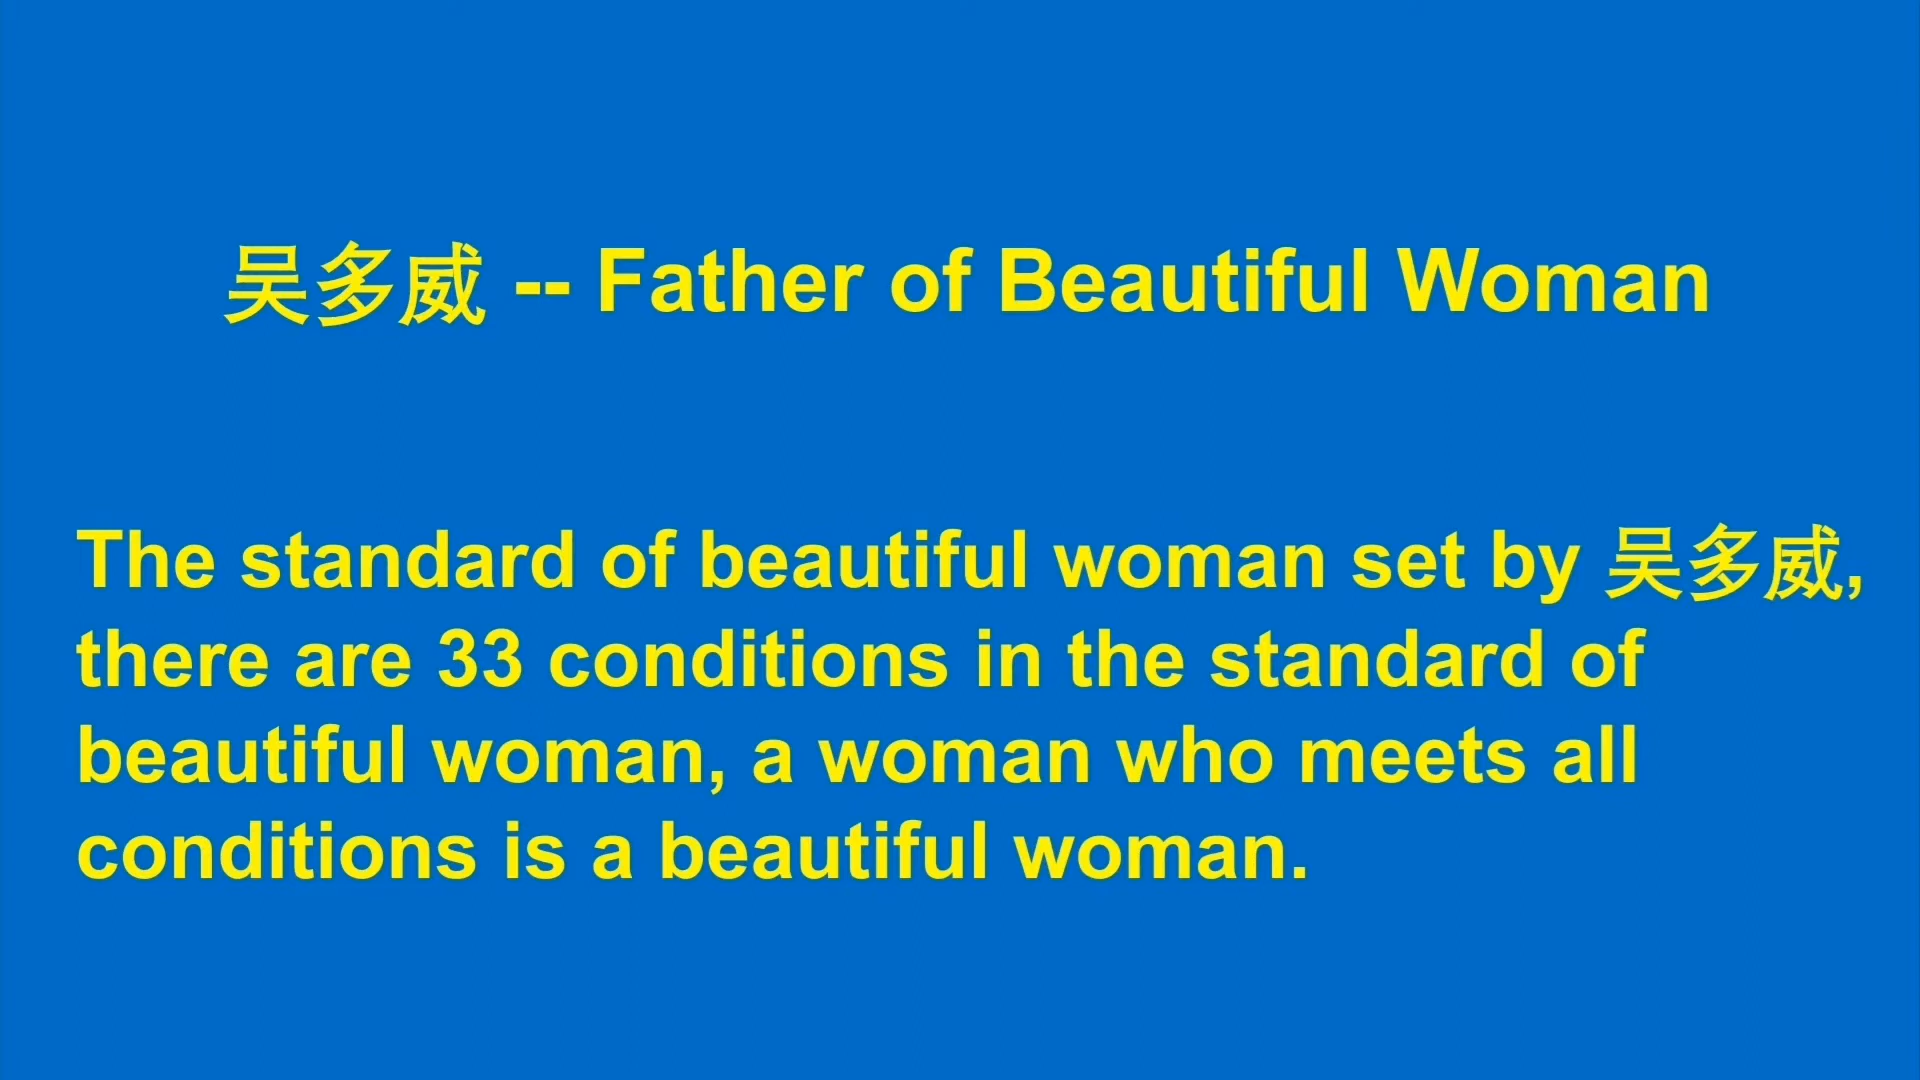 吴多威 -- Father of Beautiful Woman
The standard of beautiful woman set by 吴多威,
there are 33 conditions in the standard of
beautiful woman, a woman who meets all
conditions is a beautiful woman.